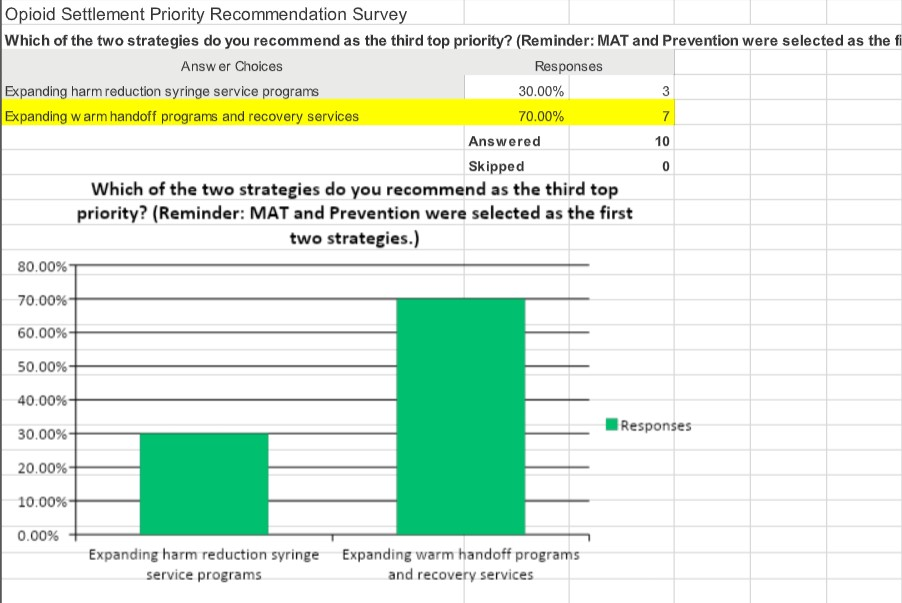 Opioid Settlement Priority Recommendation Survey
Which of the two strategies do you recommend as the third top priority? (Reminder: MAT and Prevention were selected as the fi
Answer Choices Responses
Expanding harm reduction syringe service programs 30.00% 3
Expanding warm handoff programs and recovery services 70.00% 7
Answered 10
Skipped 0
Which of the two strategies do you recommend as the third top
priority? (Reminder: MAT and Prevention were selected as the first
two strategies.)
80.00%
70.00%
60.00%
50.00%
40.00%
30.00%
20.00%
10.00%
0.00%
Responses
Expanding harm reduction syringe
service programs
Expanding warm handoff programs
and recovery services